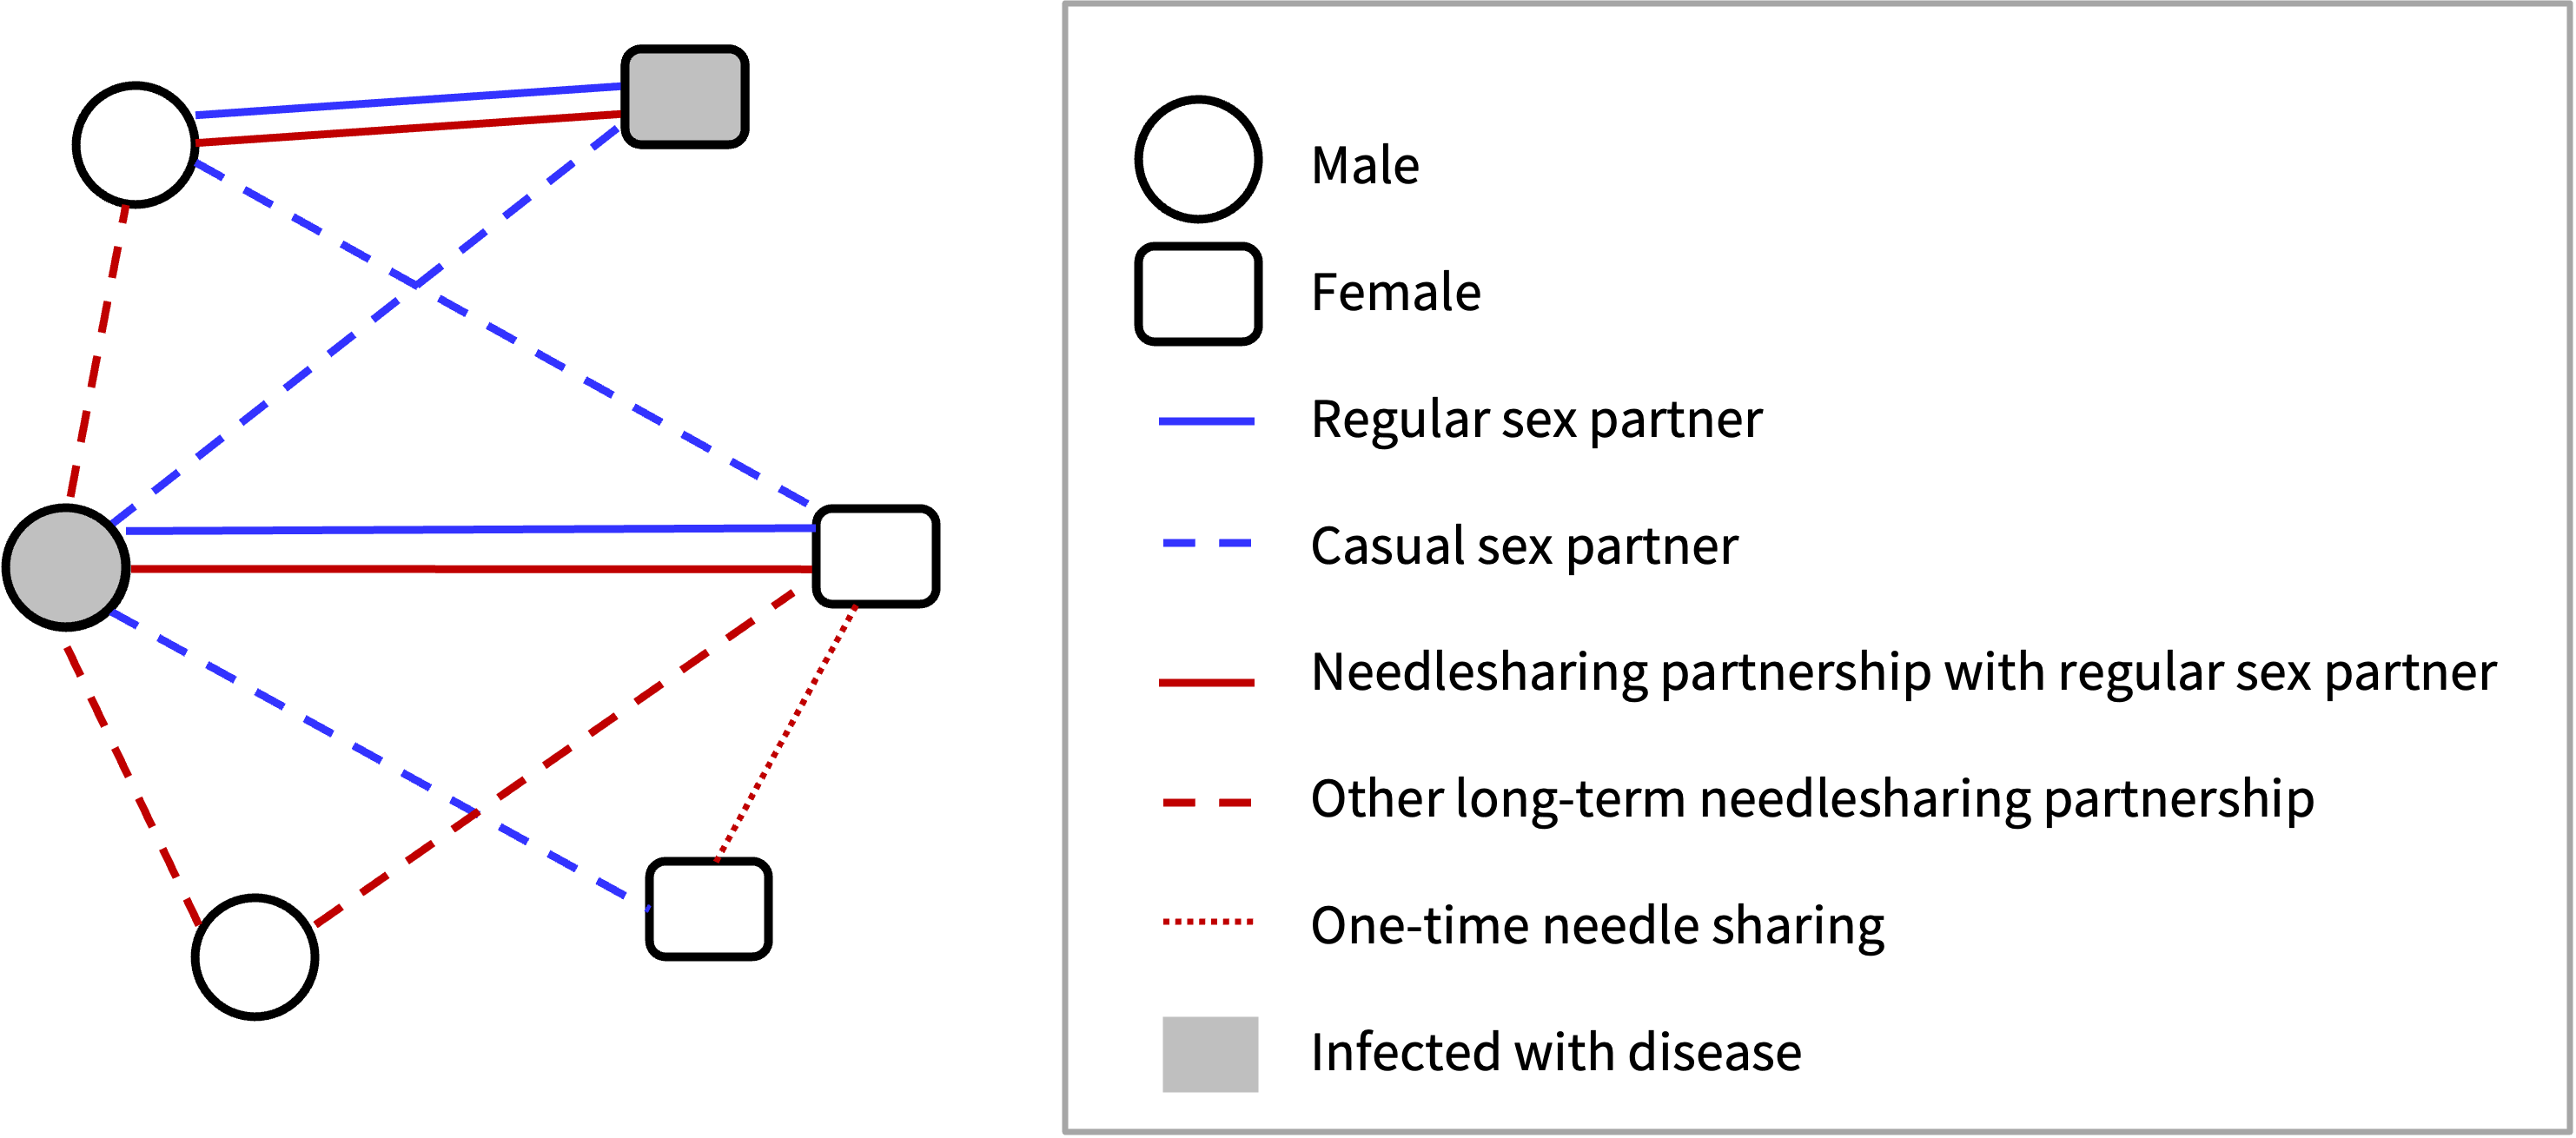 Male
Female
Regular sex partner
Casual sex partner
Needlesharing partnership with regular sex partner
Other long-term needlesharing partnership
One-time needle sharing
Infected with disease